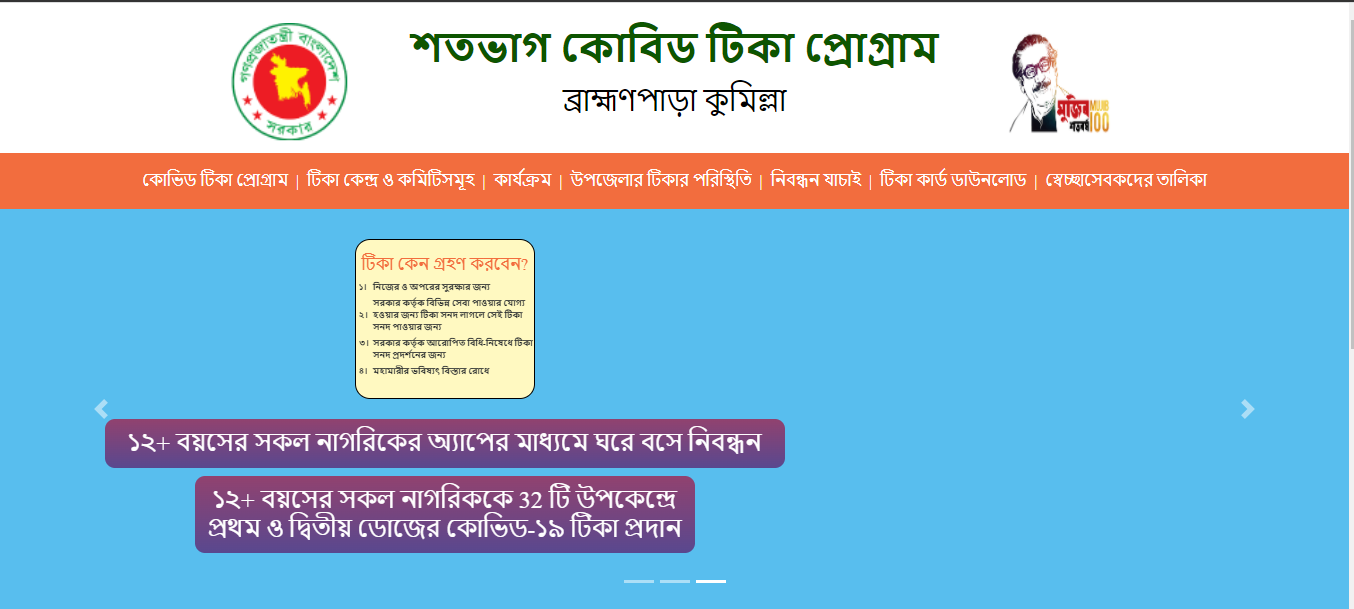 গণপ্রজাতন্ত্রী বাংলাদেশ
সরকার
শতভাগ কোবিড টিকা প্রোগ্রাম
ব্রাহ্মণপাড়া কুমিল্লা
মুজিব
শতবর্ষ
MUJIB
100
কোভিড টিকা প্রোগ্রাম | টিকা কেন্দ্র ও কমিটিসমূহ | কার্যক্রম | উপজেলার টিকার পরিস্থিতি | নিবন্ধন যাচাই | টিকা কার্ড ডাউনলোড | স্বেচ্ছাসেবকদের তালিকা
টিকা কেন গ্রহণ করবেন?
১। নিজের ও অপরের সুরক্ষার জন্য
সরকার কর্তৃক বিভিন্ন সেবা পাওয়ার যোগ্য
২। হওয়ার জন্য টিকা সনদ লাগলে সেই টিকা
সনদ পাওয়ার জন্য
৩। সরকার কর্তৃক আরোপিত বিধি-নিষেধে টিকা
সনদ প্রদর্শনের জন্য
৪। মহামারীর ভবিষ্যৎ বিস্তার রোধে
১২+ বয়সের সকল নাগরিকের অ্যাপের মাধ্যমে ঘরে বসে নিবন্ধন
১২+ বয়সের সকল নাগরিককে 32 টি উপকেন্দ্রে
প্রথম ও দ্বিতীয় ডোজের কোভিড-১৯ টিকা প্রদান